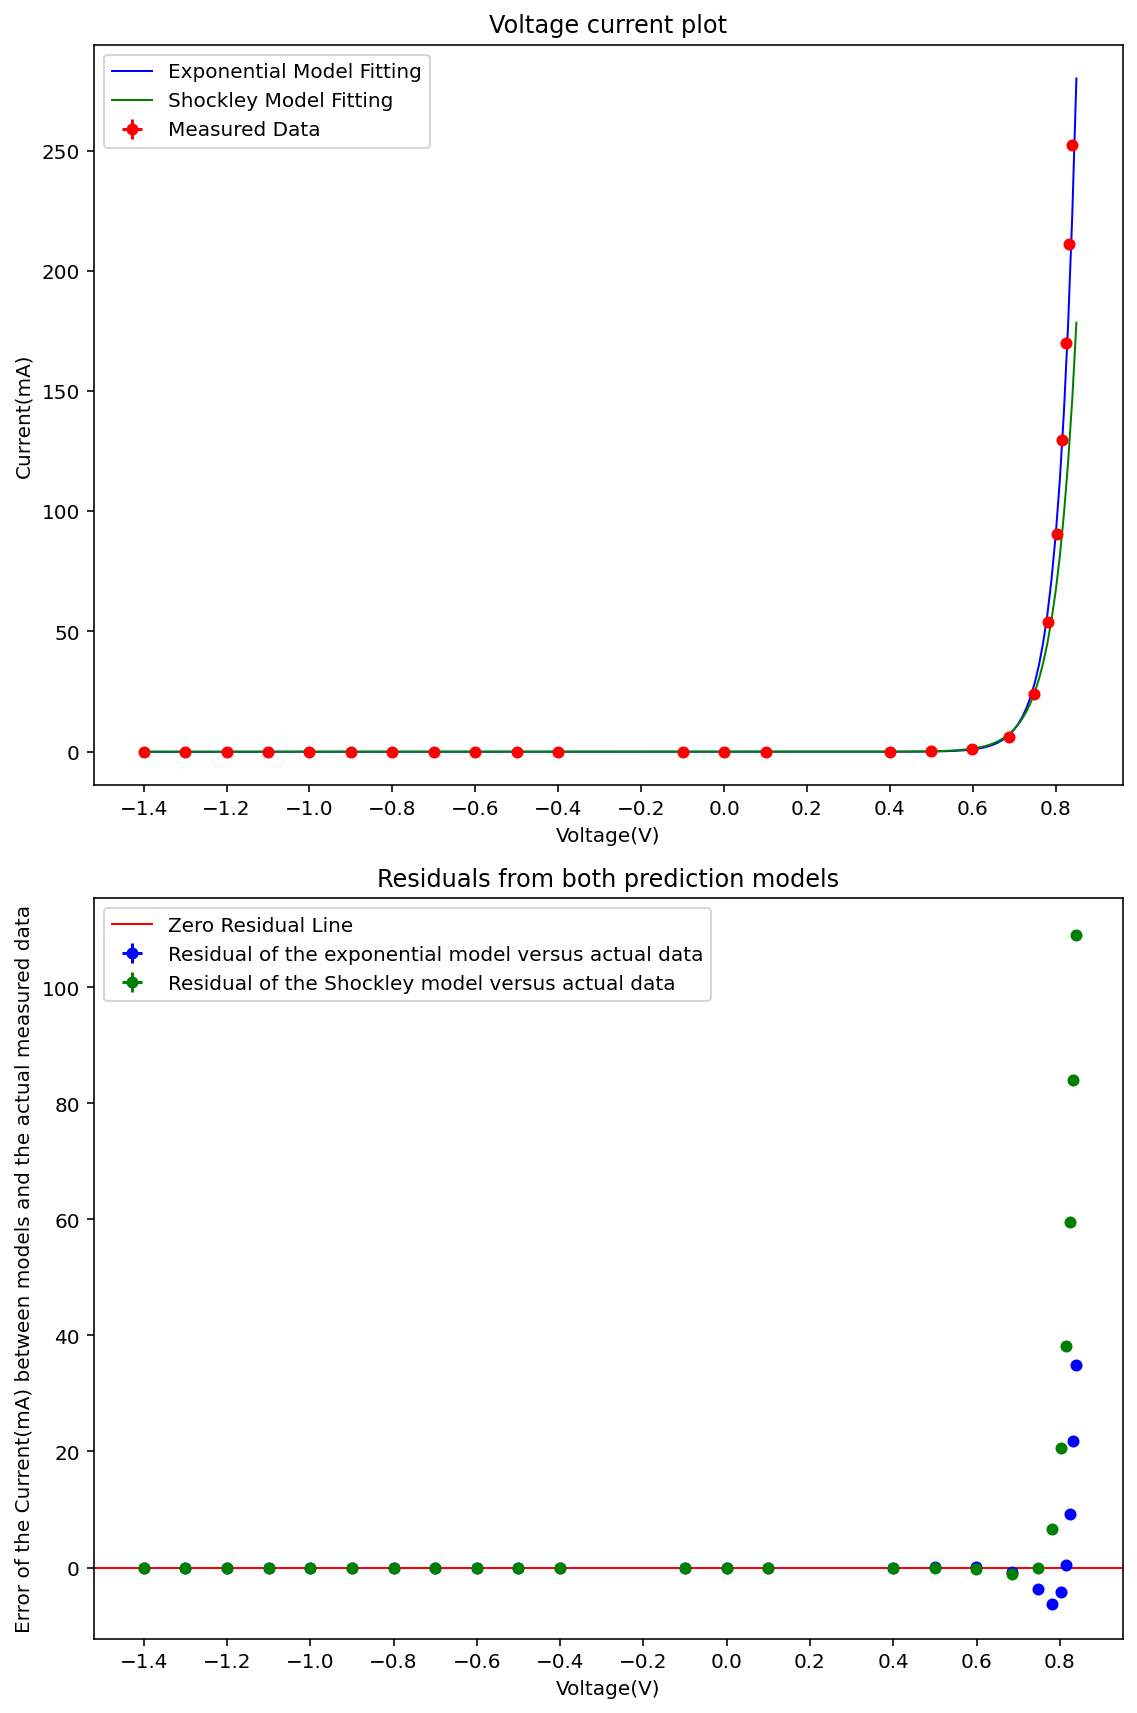 Voltage current plot
Exponential Model Fitting
Shockley Model Fitting
Measured Data
250
200
150
100
50
0
Current(mA)
−1.4 −1.2 −1.0 −0.8 −0.6 −0.4 −0.2 0.0 0.2 0.4 0.6 0.8
Voltage(V)
Residuals from both prediction models
Zero Residual Line
Residual of the exponential model versus actual data
Residual of the Shockley model versus actual data
100
80
60
40
20
0
Error of the Current(mA) between models and the actual measured data
−1.4 −1.2 −1.0 −0.8 −0.6 −0.4 −0.2 0.0 0.2 0.4 0.6 0.8
Voltage(V)